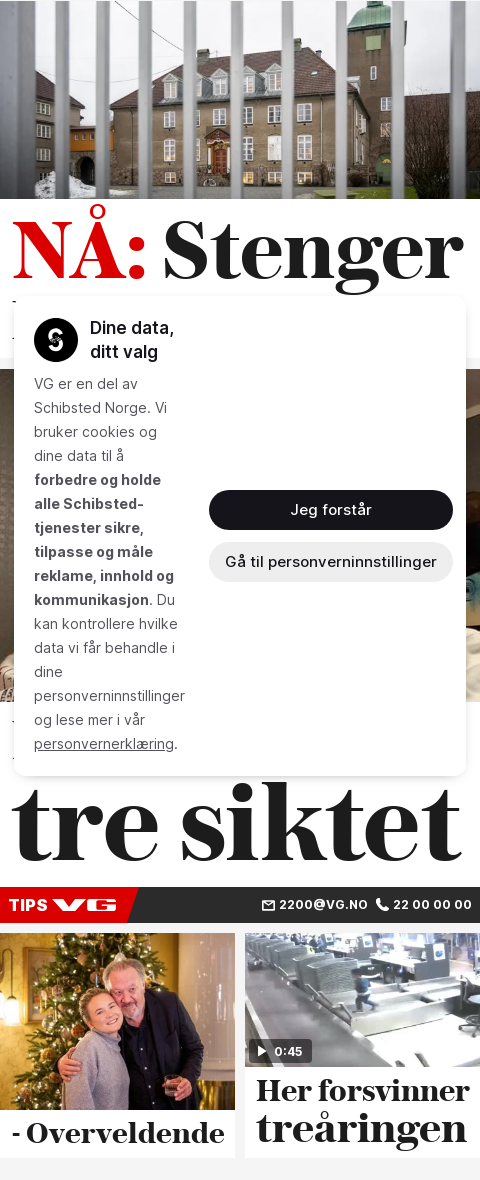 NÅ: Stenger
Dine data,
ditt valg
VG er en del av
Schibsted Norge. Vi
bruker cookies og
dine data til å
forbedre og holde
alle Schibsted-
tjenester sikre,
tilpasse og måle
reklame, innhold og
kommunikasjon. Du
kan kontrollere hvilke
data vi får behandle i
dine
personverninnstillinger
og lese mer i vår
personvernerklæring.
Jeg forstår
Gå til personverninnstillinger
tre siktet
TIPS VG 2200@VG.NO 22 00 00 00
- Overveldende
0:45
Her forsvinner
treåringen